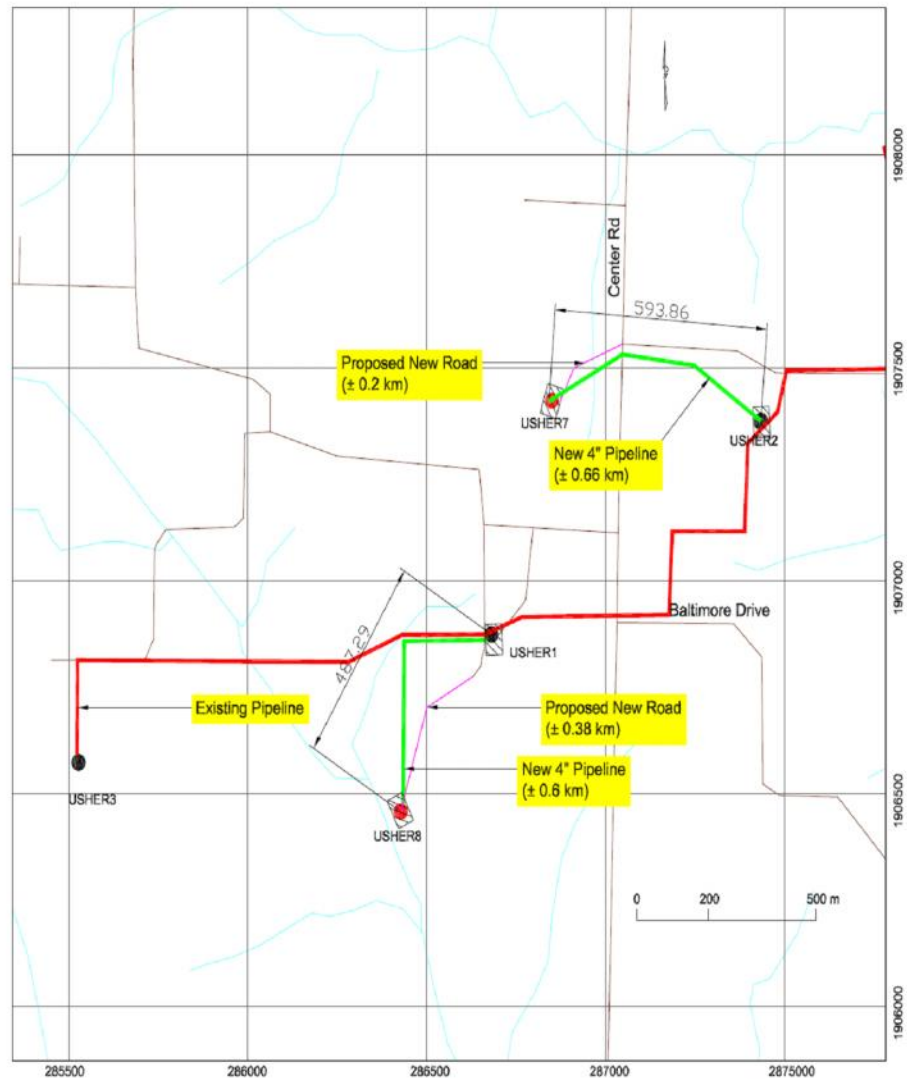 1908000
Center Rd
593.86
Proposed New Road
(± 0.2 km)
1907500
USHER7
USHER2
New 4" Pipeline
(± 0.66 km)
1907000
Baltimore Drive
487.29
USHER1
Existing Pipeline
Proposed New Road
(± 0.38 km)
New 4" Pipeline
(± 0.6 km)
USHER3
1906500
USHER8
0 200 500 m
1906000
285500 286000 286500 287000 2875000